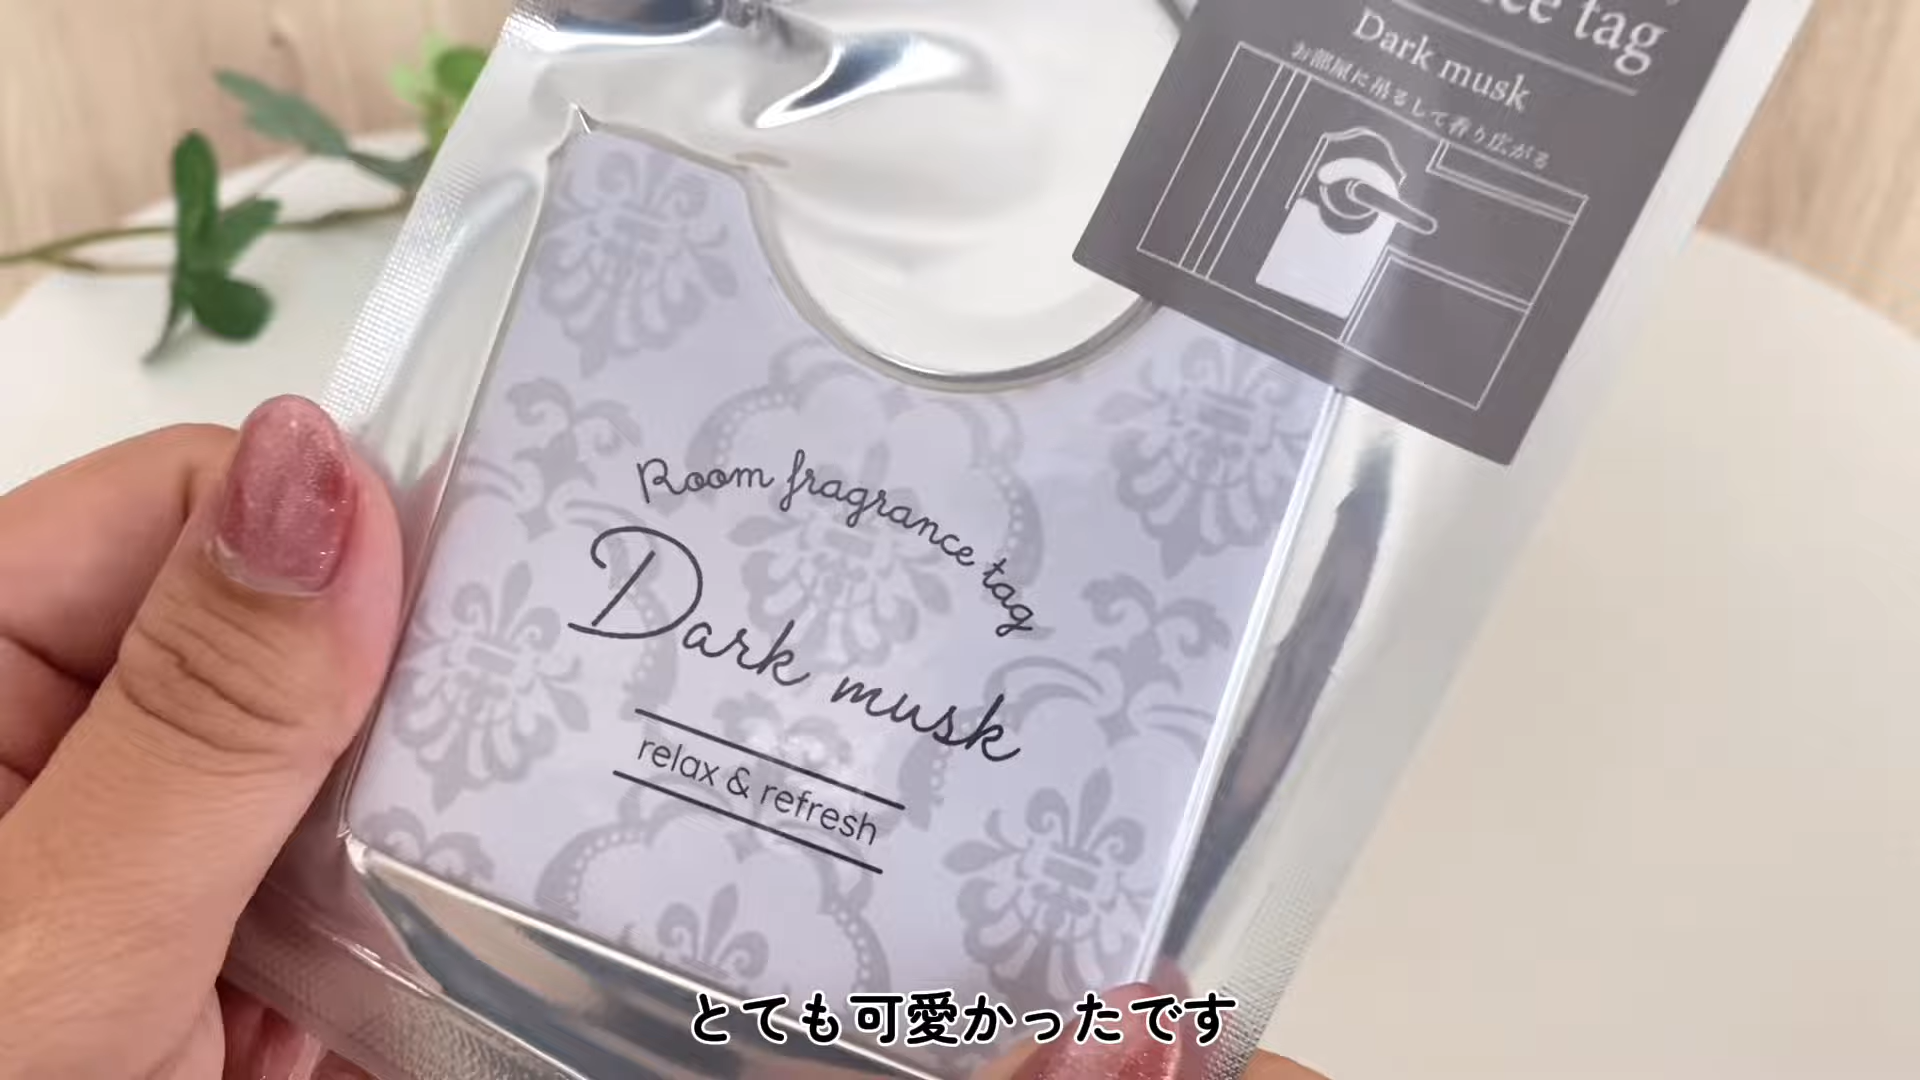 tag
Dark musk
お部屋に吊るして香り広がる
Room fragrance tag
Dark musk
relax & refresh
とても可愛かったです